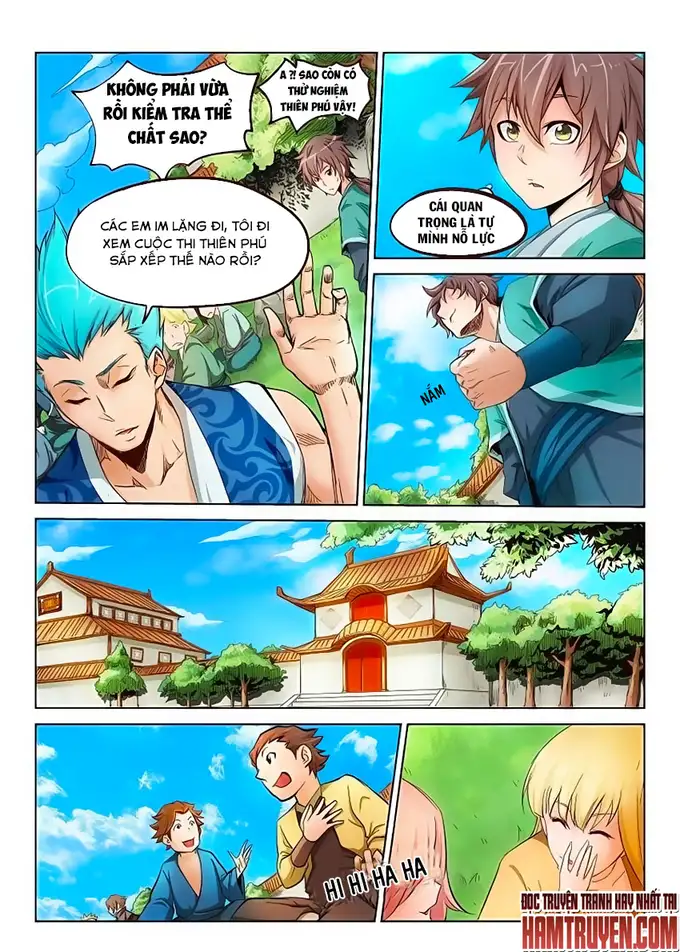 KHÔNG PHẢI VỪA
RỒI KIỂM TRA THỂ
CHẤT SAO?
A ?! SAO CÒN CÓ
THỬ NGHIỆM
THIÊN PHÚ VẬY!
CÁC EM IM LẶNG ĐI, TÔI ĐI
XEM CUỘC THI THIÊN PHÚ
SẮP XẾP THẾ NÀO RỒI?
CÁI QUAN
TRỌNG LÀ TỰ
MÌNH NỖ LỰC
NẮM
HI HI HA HA
ĐỌC TRUYỆN TRANH HAY NHẤT TẠI
HAMTRUYEN.COM